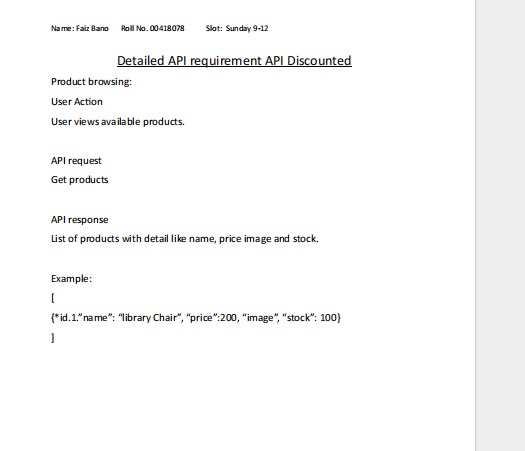 Name: Faiz Bano Roll No. 00418078 Slot: Sunday 9-12
Detailed API requirement API Discounted
Product browsing:
User Action
User views available products.
API request
Get products
API response
List of products with detail like name, price image and stock.
Example:
[
{*id.1.”name”: “library Chair”, “price”:200, “image”, “stock”: 100}
]